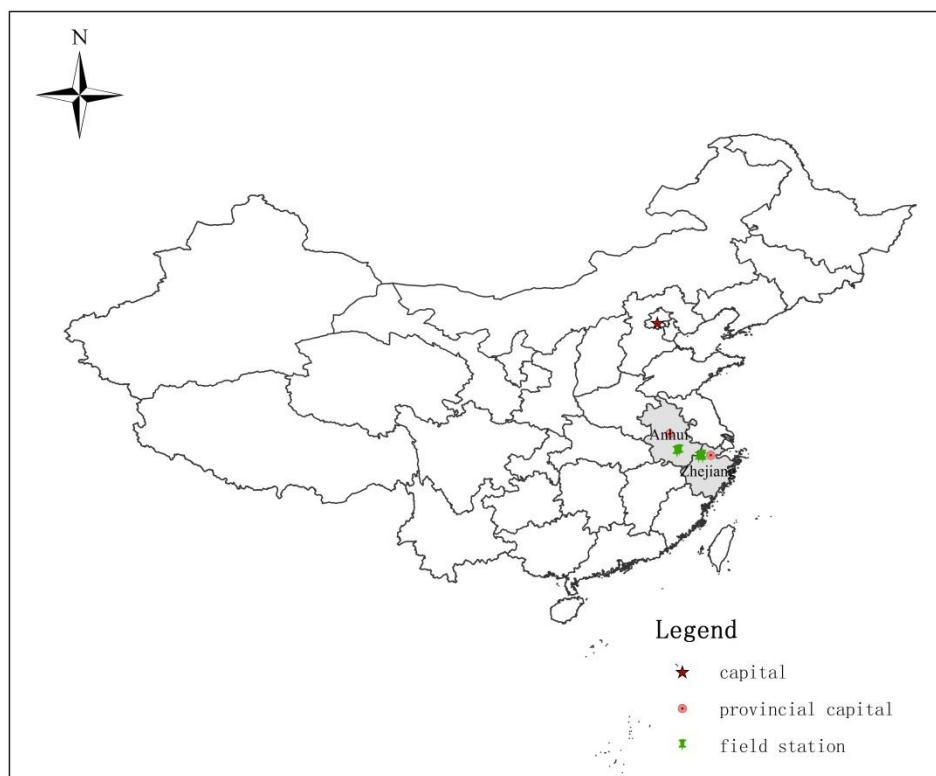 N
Anhui
Zhejiang
Legend
capital
provincial capital
field station